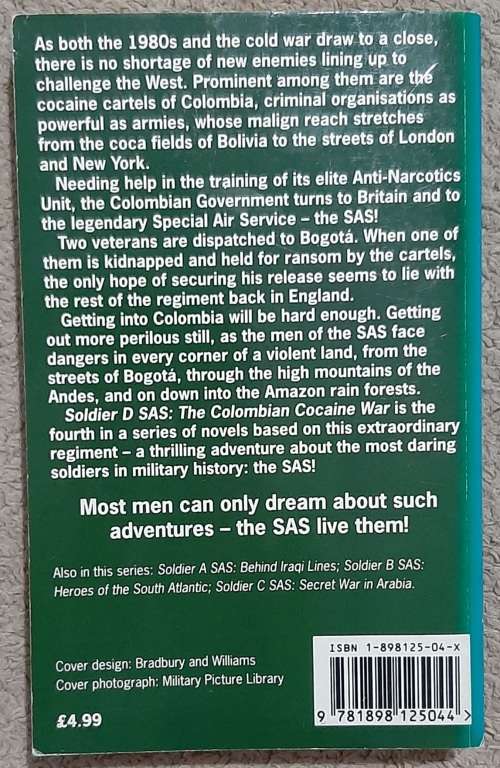 As both the 1980s and the cold war draw to a close,
there is no shortage of new enemies lining up to
challenge the West. Prominent among them are the
cocaine cartels of Colombia, criminal organisations as
powerful as armies, whose malign reach stretches
from the coca fields of Bolivia to the streets of London
and New York.
Needing help in the training of its elite Anti-Narcotics
Unit, the Colombian Government turns to Britain and to
the legendary Special Air Service – the SAS!
Two veterans are dispatched to Bogotá. When one of
them is kidnapped and held for ransom by the cartels,
the only hope of securing his release seems to lie with
the rest of the regiment back in England.
Getting into Colombia will be hard enough. Getting
out more perilous still, as the men of the SAS face
dangers in every corner of a violent land, from the
streets of Bogotá, through the high mountains of the
Andes, and on down into the Amazon rain forests.
Soldier D SAS: The Colombian Cocaine War is the
fourth in a series of novels based on this extraordinary
regiment – a thrilling adventure about the most daring
soldiers in military history: the SAS!
Most men can only dream about such
adventures – the SAS live them!
Also in this series: Soldier A SAS: Behind Iraqi Lines; Soldier B SAS:
Heroes of the South Atlantic; Soldier C SAS: Secret War in Arabia.
ISBN 1-898125-04-X
Cover design: Bradbury and Williams
Cover photograph: Military Picture Library
£4.99
9 781898 125044 >